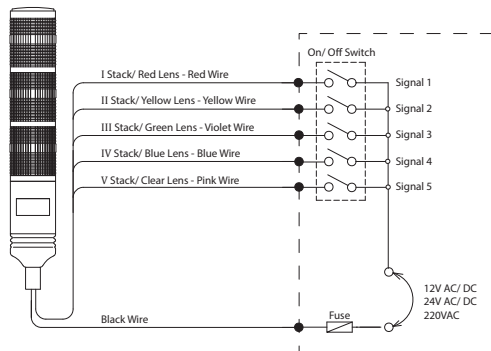 On/ Off Switch
I Stack/ Red Lens - Red Wire
Signal 1
II Stack/ Yellow Lens - Yellow Wire
Signal 2
III Stack/ Green Lens - Violet Wire
Signal 3
IV Stack/ Blue Lens - Blue Wire
Signal 4
V Stack/ Clear Lens - Pink Wire
Signal 5
12V AC/ DC
24V AC/ DC
220VAC
Black Wire
Fuse